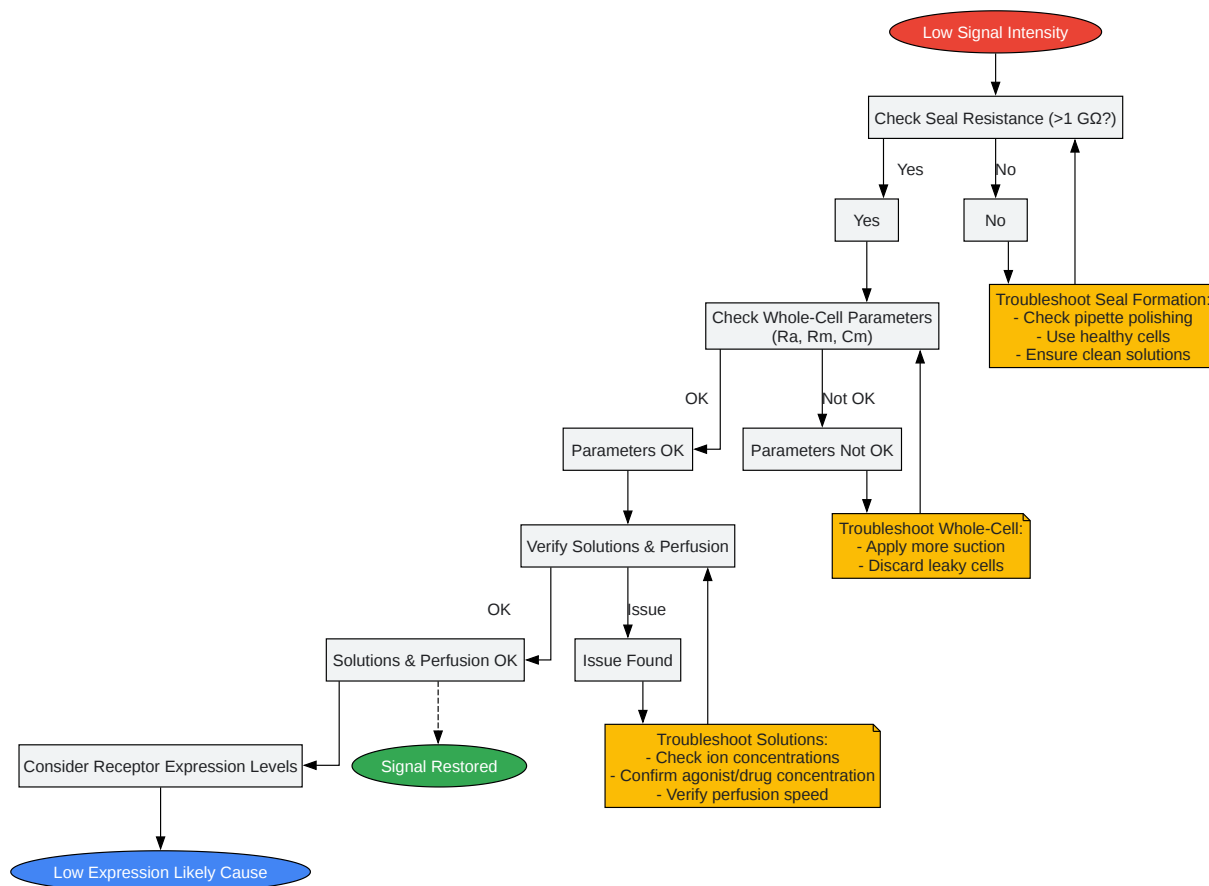 Low Signal Intensity
Check Seal Resistance (>1 GΩ?)
Yes
No
Yes
No
Troubleshoot Seal Formation:
- Check pipette polishing
- Use healthy cells
- Ensure clean solutions
Check Whole-Cell Parameters
(Ra, Rm, Cm)
OK
Not OK
Parameters OK
Parameters Not OK
Troubleshoot Whole-Cell:
- Apply more suction
- Discard leaky cells
Verify Solutions & Perfusion
OK
Issue
Solutions & Perfusion OK
Issue Found
Troubleshoot Solutions:
- Check ion concentrations
- Confirm agonist/drug concentration
- Verify perfusion speed
Consider Receptor Expression Levels
Signal Restored
Low Expression Likely Cause